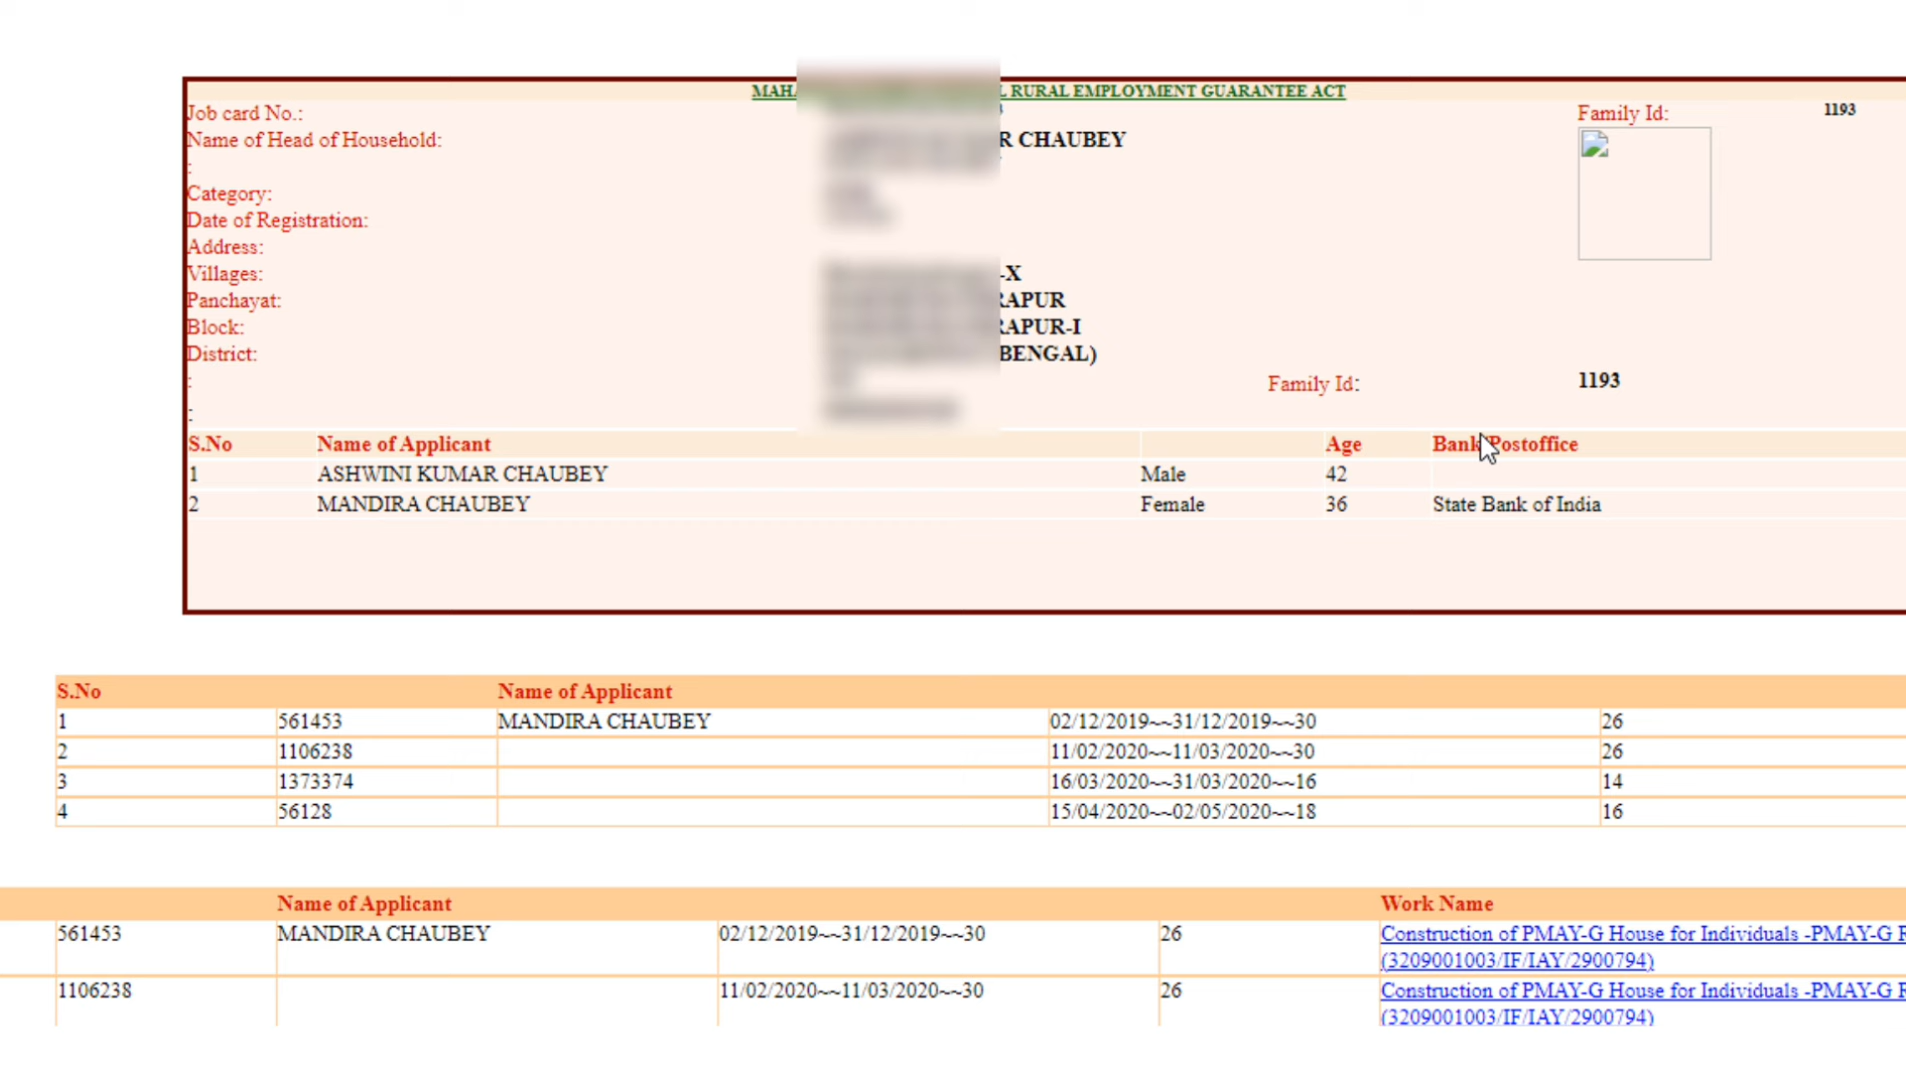 RURAL EMPLOYMENT GUARANTEE ACT
Job card No.: Family Id: 1193
Name of Head of Household: R CHAUBEY
:
Category:
Date of Registration:
Address:
Villages: -X
Panchayat: RAPUR
Block: RAPUR-I
District: BENGAL)
: Family Id: 1193
:
S.No Name of Applicant Age Bank/Postoffice
1 ASHWINI KUMAR CHAUBEY Male 42
2 MANDIRA CHAUBEY Female 36 State Bank of India
S.No Name of Applicant
1 561453 MANDIRA CHAUBEY 02/12/2019~~31/12/2019~~30 26
2 1106238 11/02/2020~~11/03/2020~~30 26
3 1373374 16/03/2020~~31/03/2020~~16 14
4 56128 15/04/2020~~02/05/2020~~18 16
Name of Applicant Work Name
561453 MANDIRA CHAUBEY 02/12/2019~~31/12/2019~~30 26 Construction of PMAY-G House for Individuals -PMAY-G
(3209001003/IF/IAY/2900794)
1106238 11/02/2020~~11/03/2020~~30 26 Construction of PMAY-G House for Individuals -PMAY-G
(3209001003/IF/IAY/2900794)